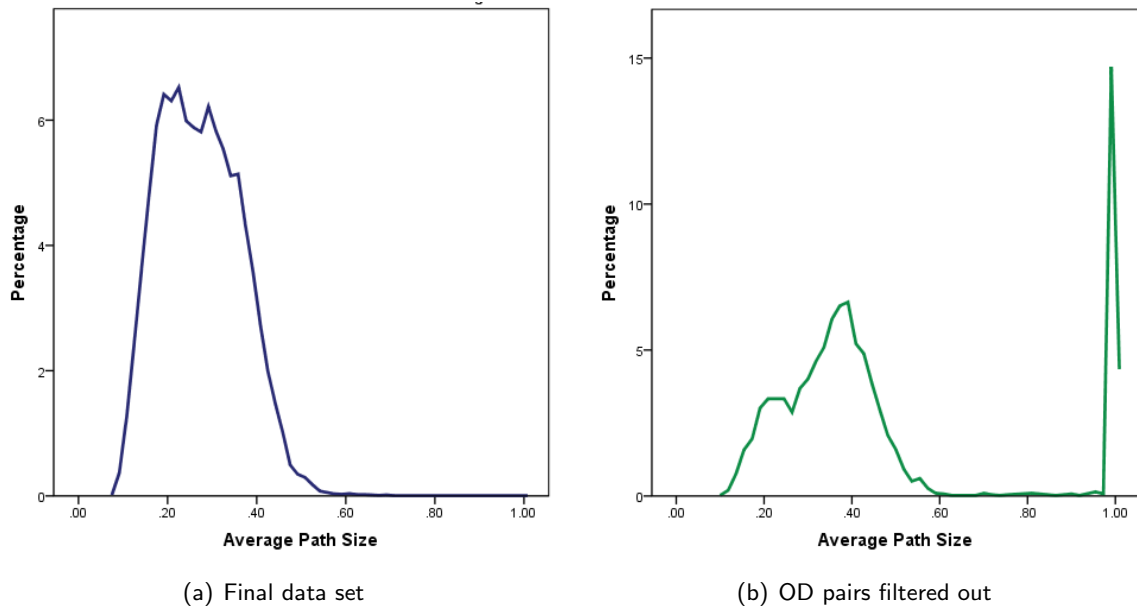 6
4
2
0
Percentage
.00 .20 .40 .60 .80 1.00
Average Path Size
(a) Final data set
15
10
5
0
Percentage
.00 .20 .40 .60 .80 1.00
Average Path Size
(b) OD pairs filtered out